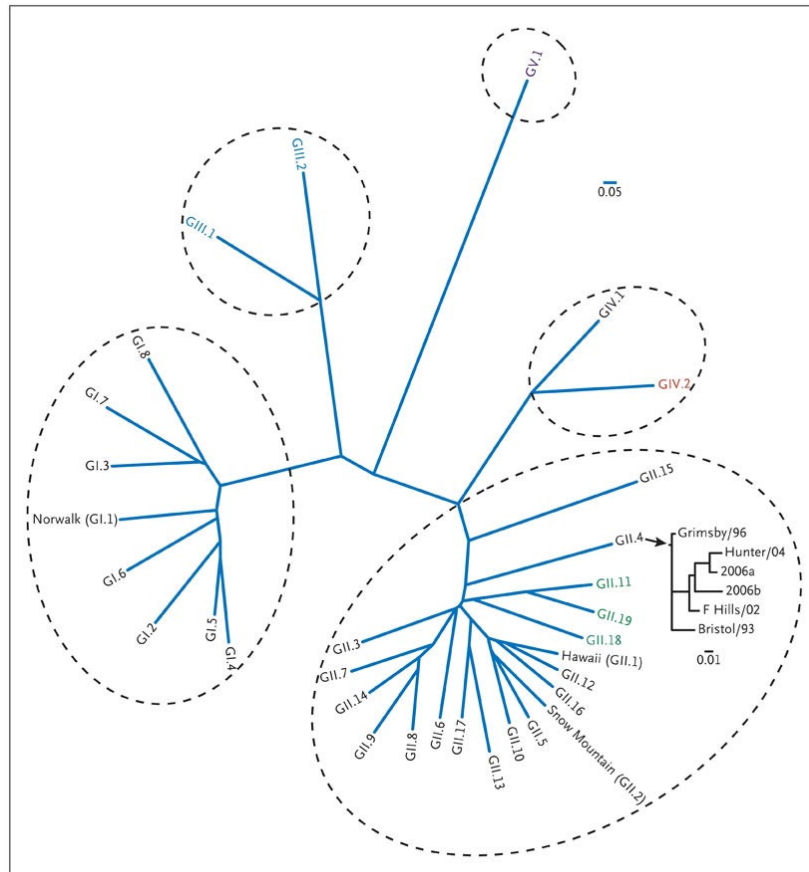 GV.1
GIII.2
0.05
GIII.1
GIV.1
GI.8
GIV.2
GI.7
GI.3
GII.15
Norwalk (GI.1)
GII.4
Grimsby/96
Hunter/04
2006a
GI.6
GII.11
2006b
F Hills/02
GII.19
Bristol/93
GI.2
GI.5
GI.4
GII.18
GII.3
Hawaii (GII.1)
0.01
GII.7
GII.12
GII.14
GII.16
Snow Mountain (GII.2)
GII.9
GII.8
GII.6
GII.17
GII.5
GII.10
GII.13